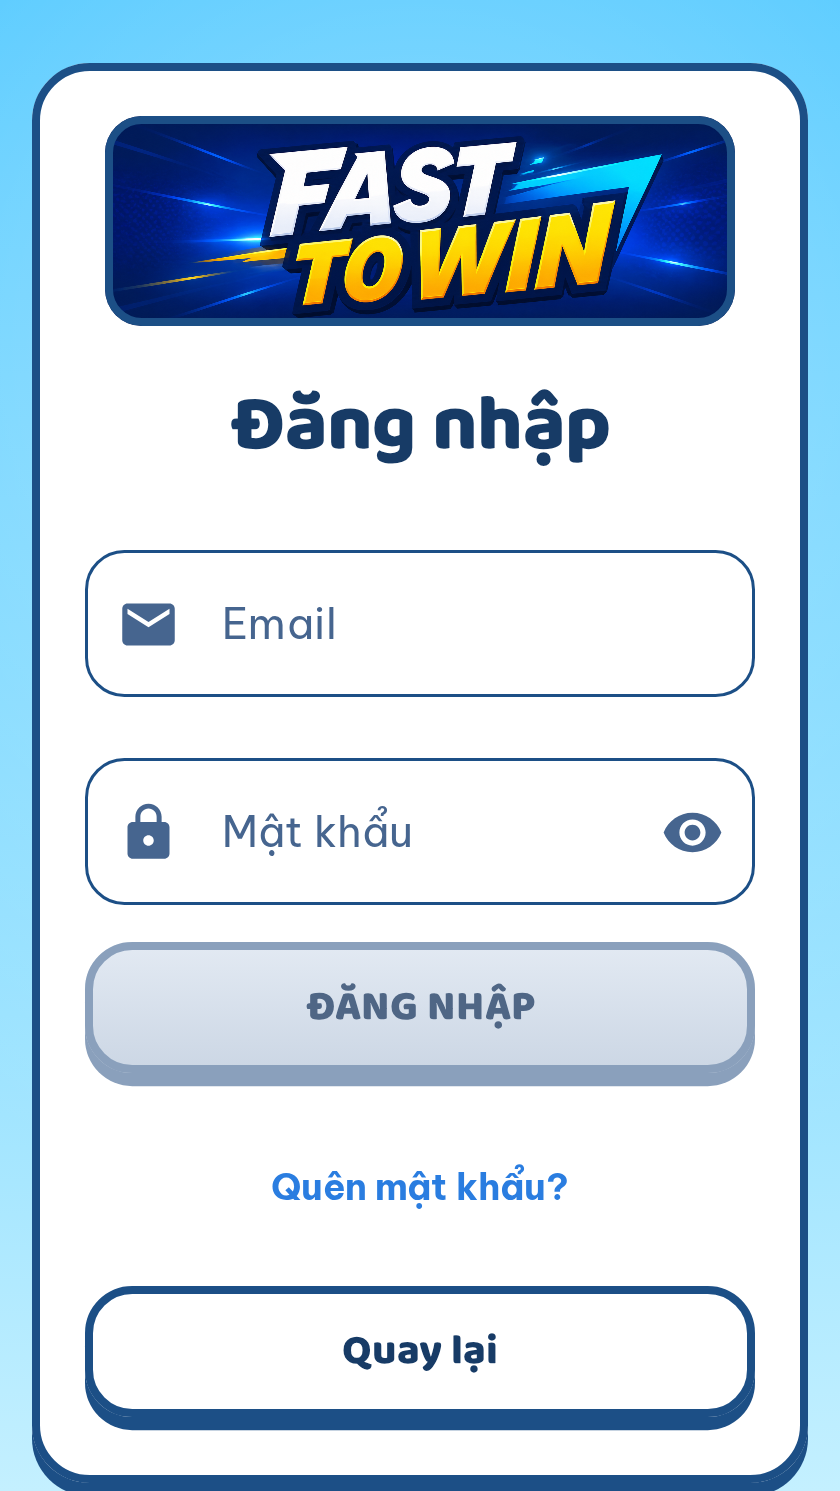 FAST
TO WIN
Đăng nhập
Email
Mật khẩu
ĐĂNG NHẬP
Quên mật khẩu?
Quay lại